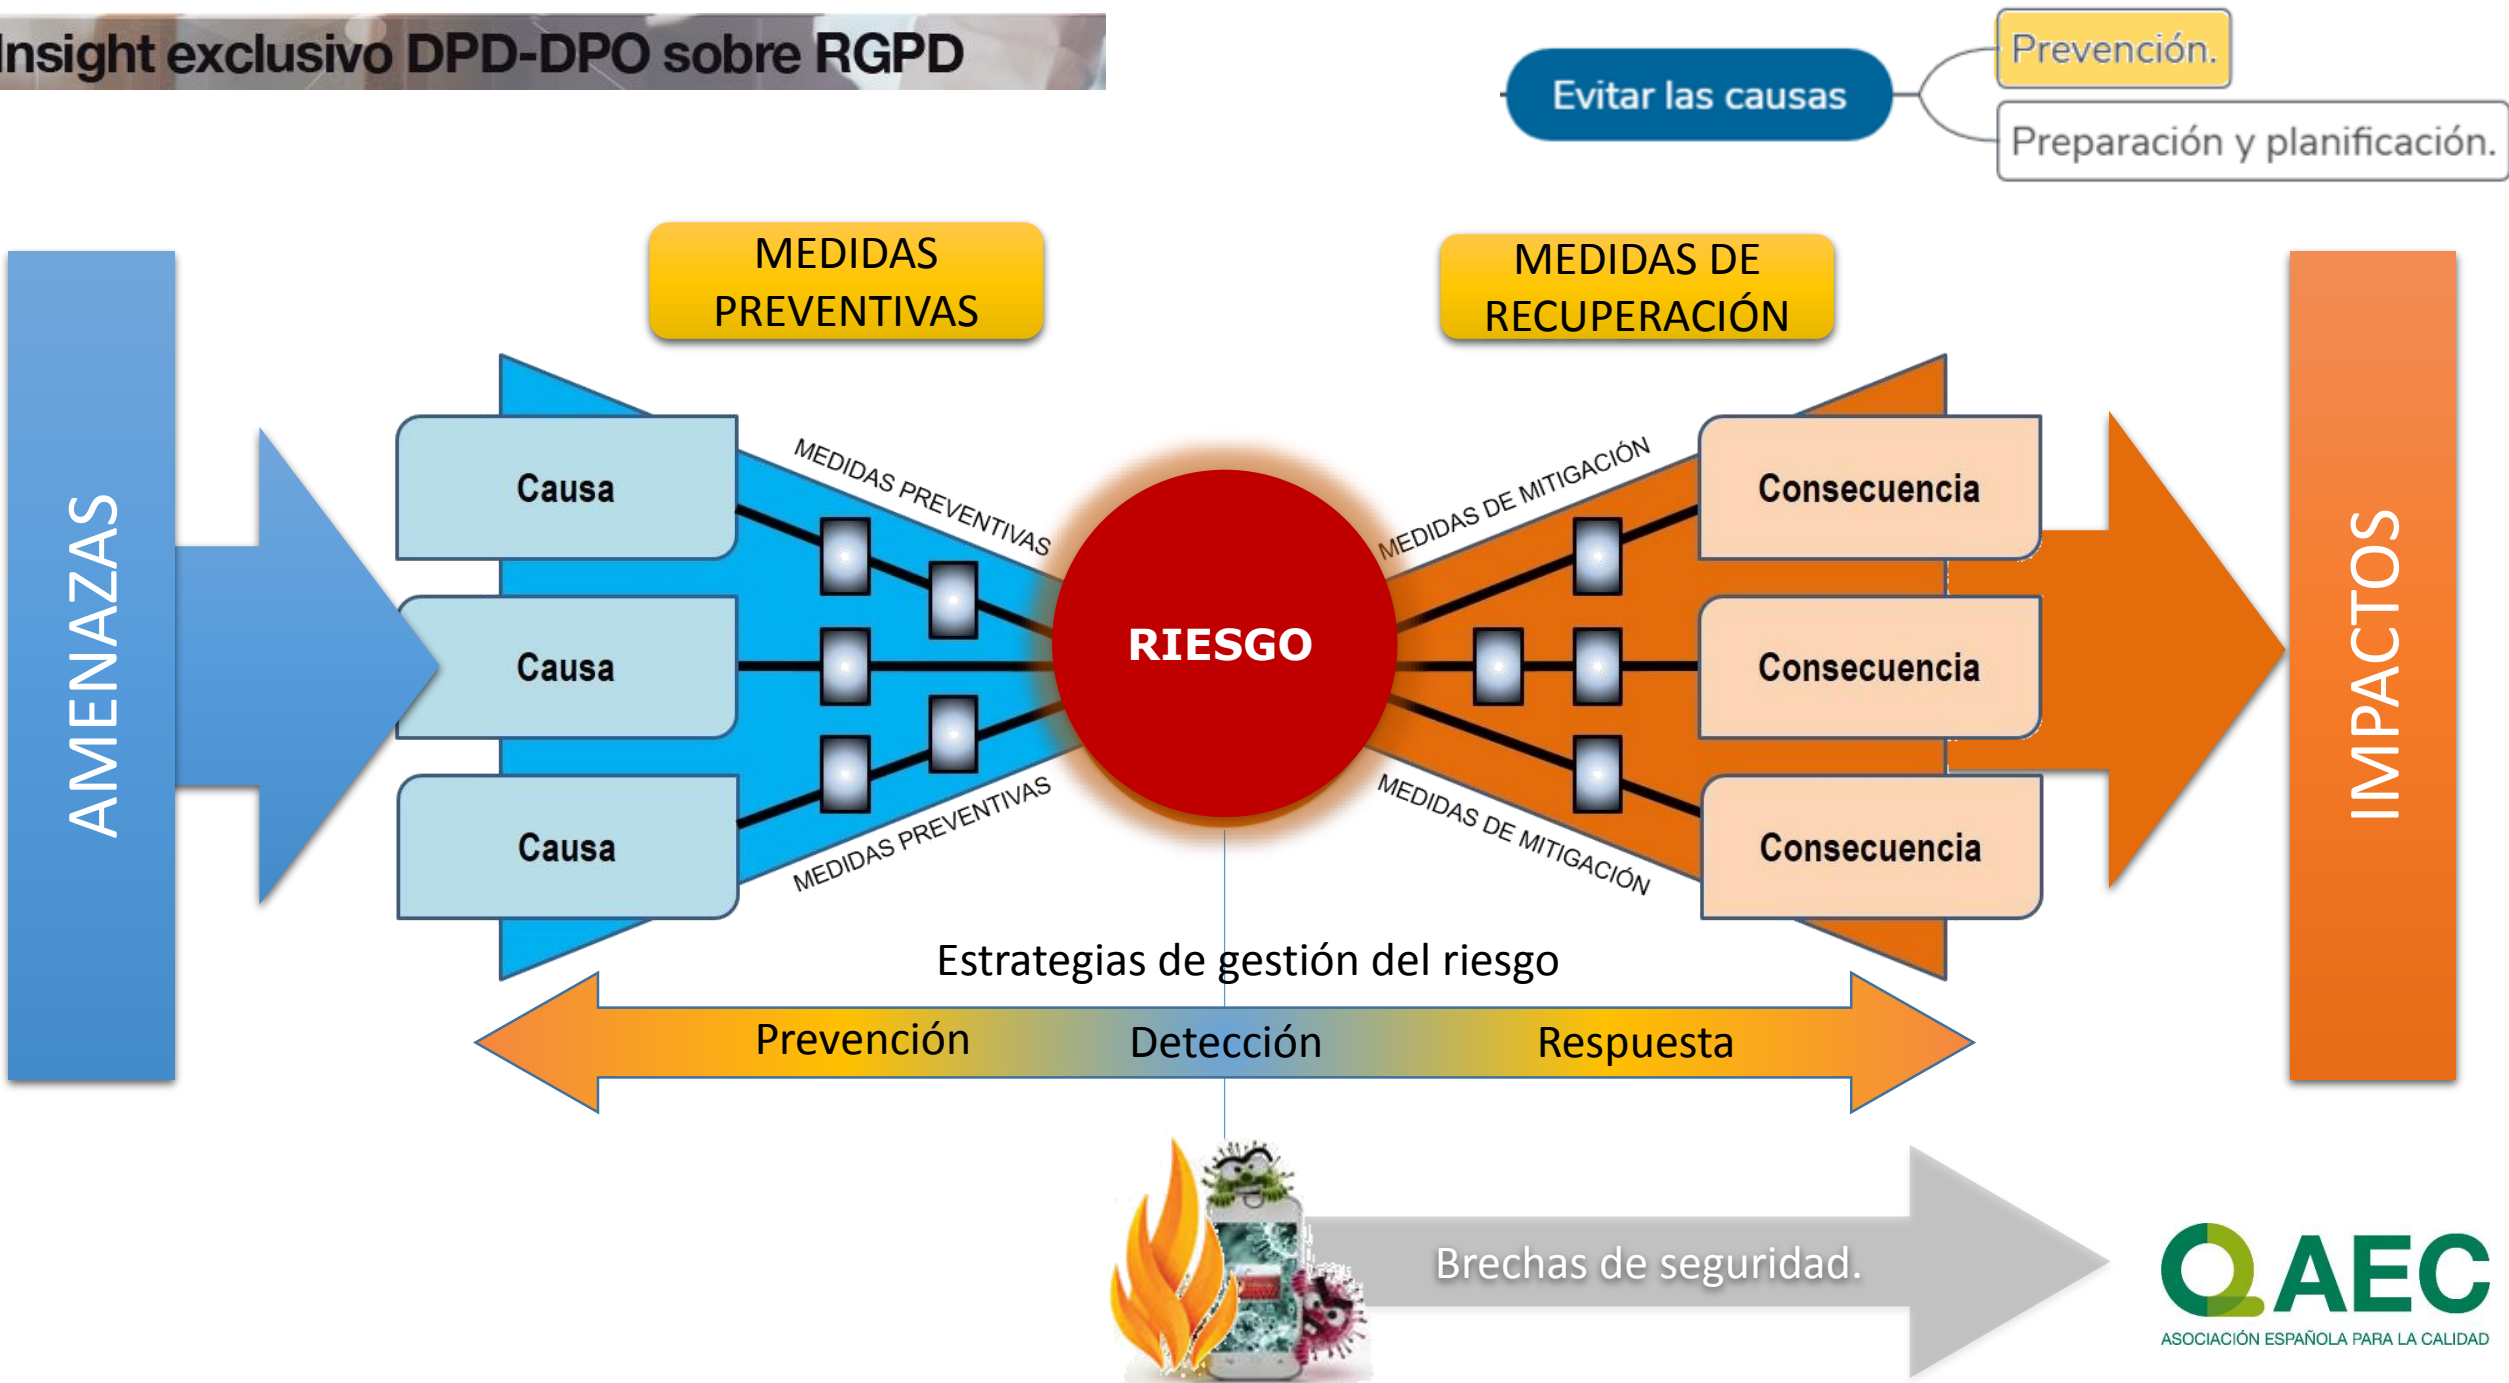 Insight exclusivo DPD-DPO sobre RGPD
Evitar las causas
Prevención.
Preparación y planificación.
MEDIDAS
PREVENTIVAS
MEDIDAS DE
RECUPERACIÓN
AMENAZAS
Causa
Causa
Causa
MEDIDAS PREVENTIVAS
MEDIDAS PREVENTIVAS
RIESGO
MEDIDAS DE MITIGACIÓN
MEDIDAS DE MITIGACIÓN
Consecuencia
Consecuencia
Consecuencia
IMPACTOS
Estrategias de gestión del riesgo
Prevención
Detección
Respuesta
Brechas de seguridad.
AEC
ASOCIACIÓN ESPAÑOLA PARA LA CALIDAD